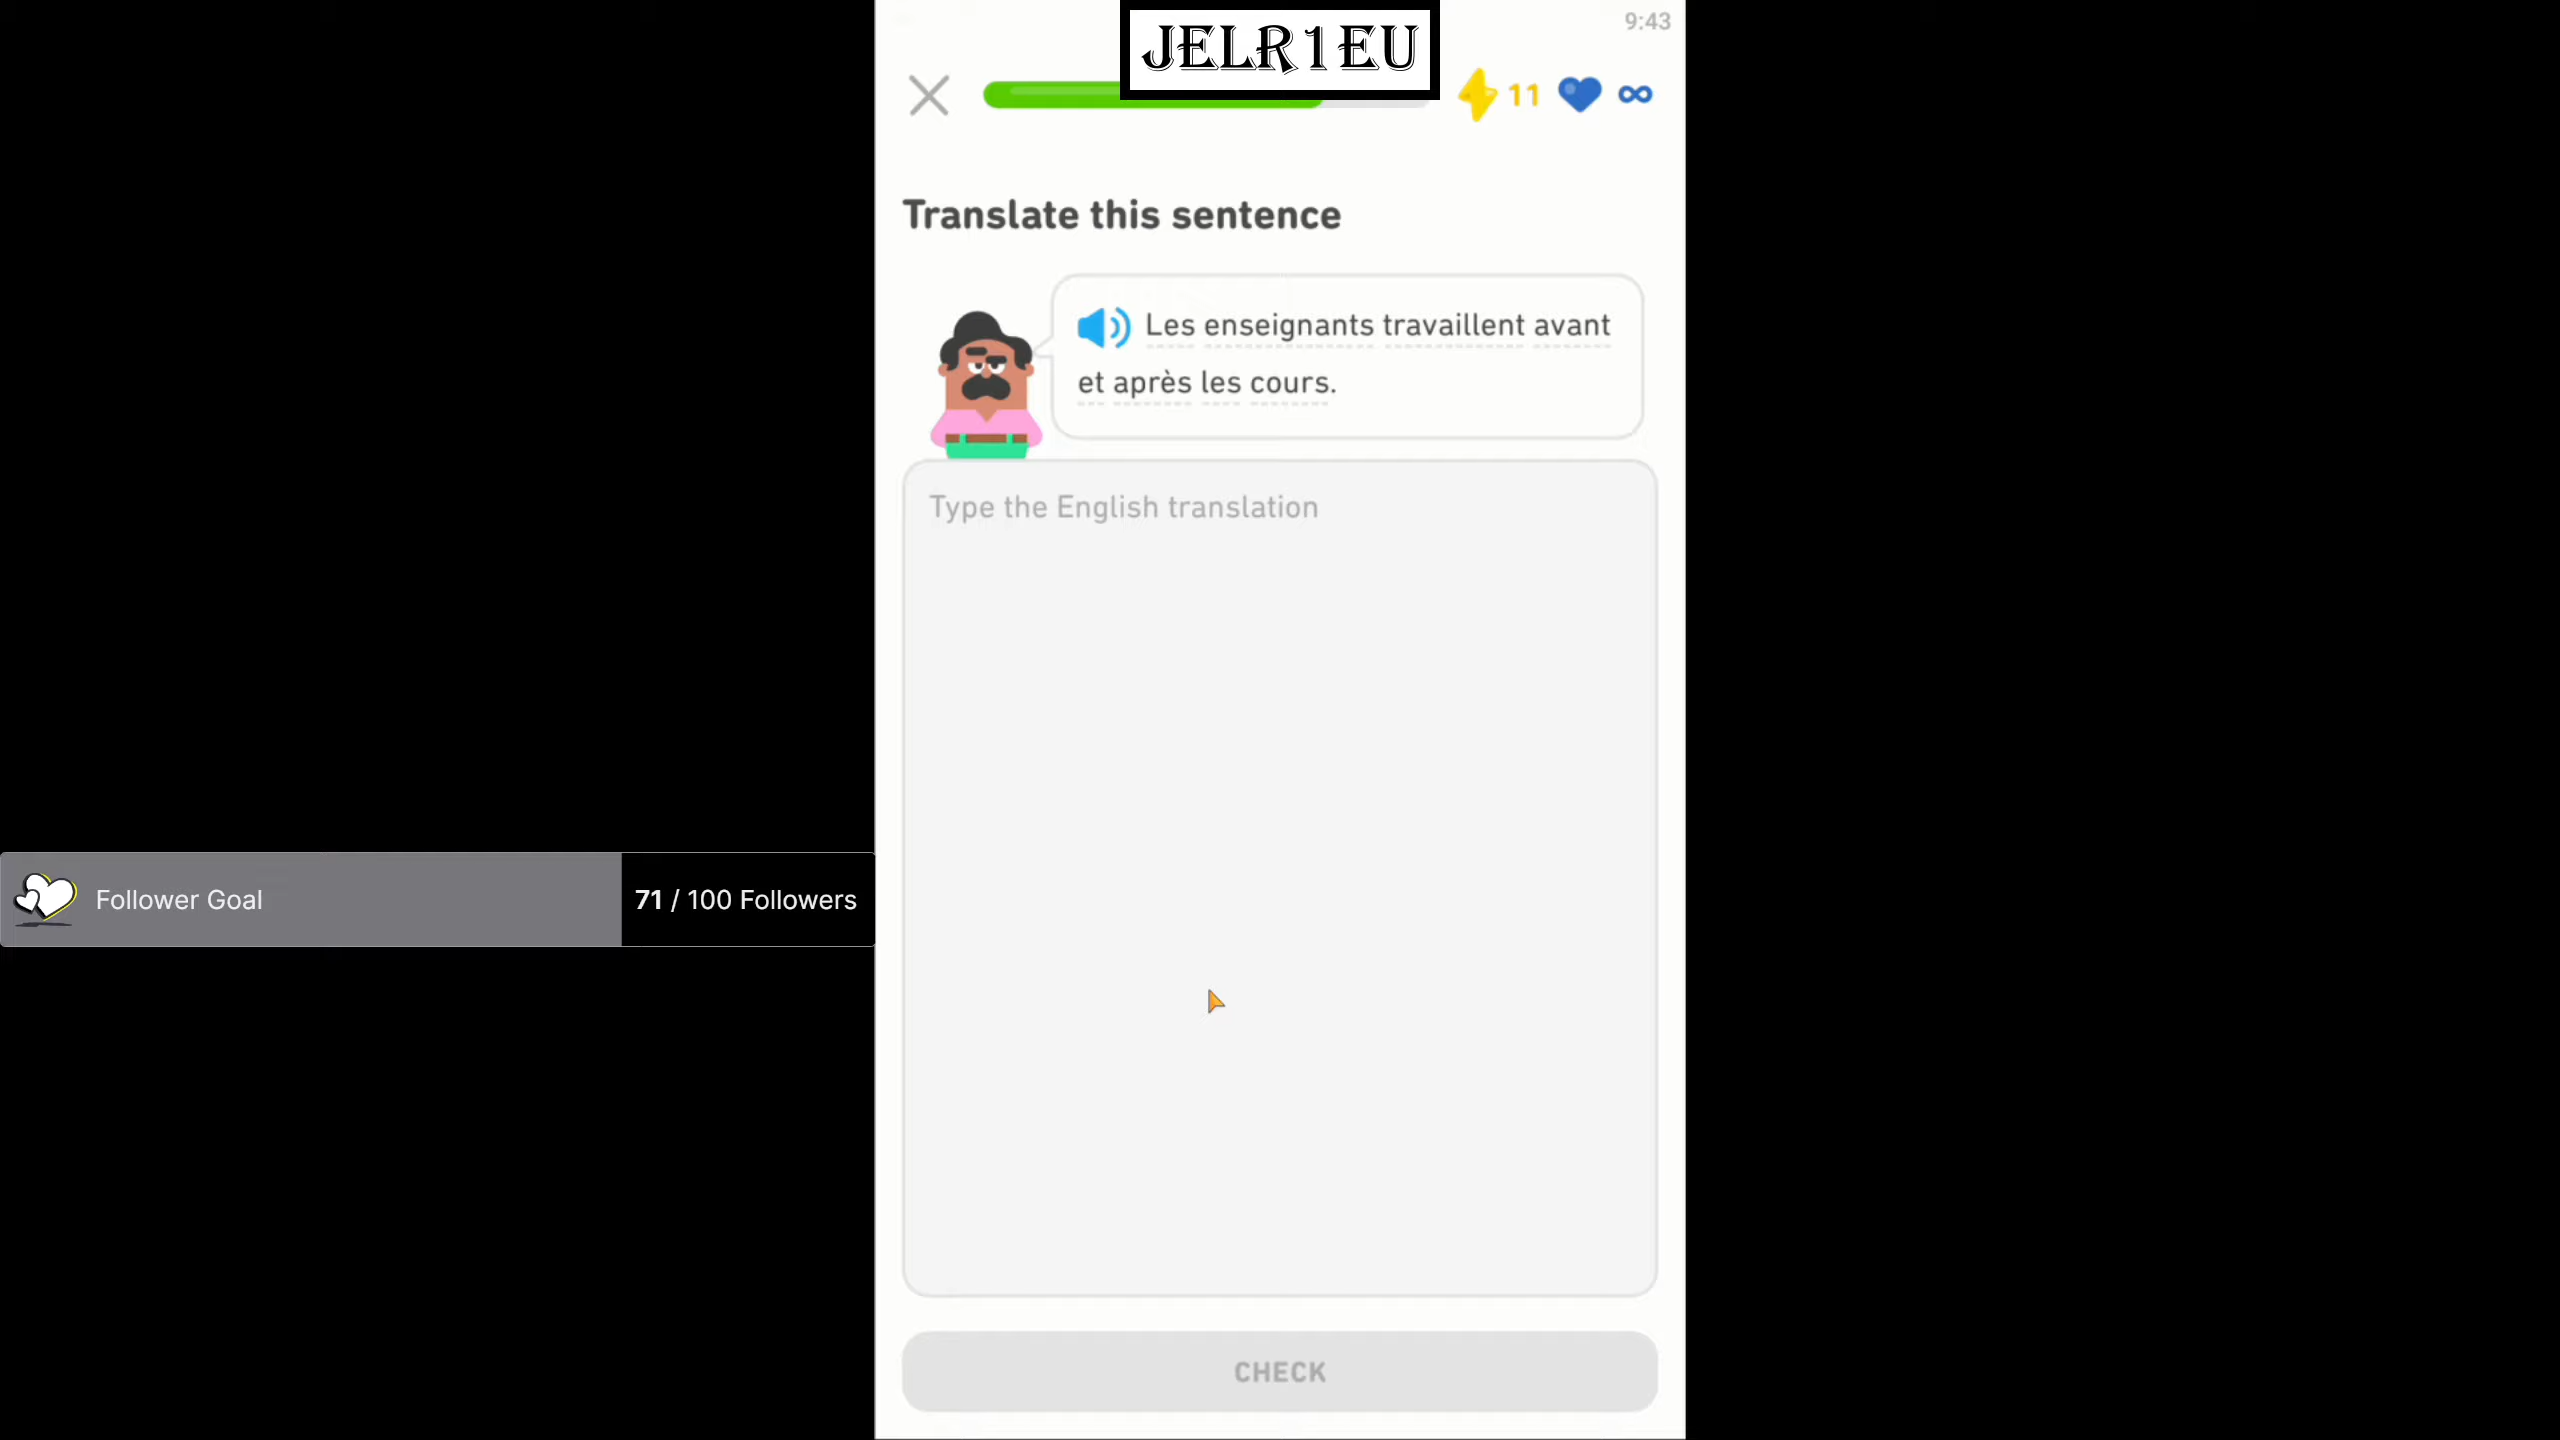 JELR1EU
9:43
11
Translate this sentence
Les enseignants travaillent avant
et après les cours.
Type the English translation
Follower Goal
71 / 100 Followers
CHECK